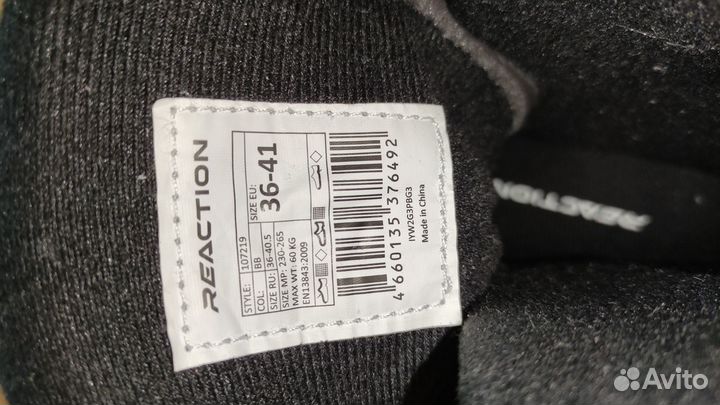 REACTION
STYLE: 107219
COL: BB
SIZE RU: 36-40.5
SIZE MP: 230-265
MAX WT: 60 KG
EN13843:2009
SIZE EU:
36-41
4 660135 376492
IYW2G3PBG3
Made in China
REACTION
Avito